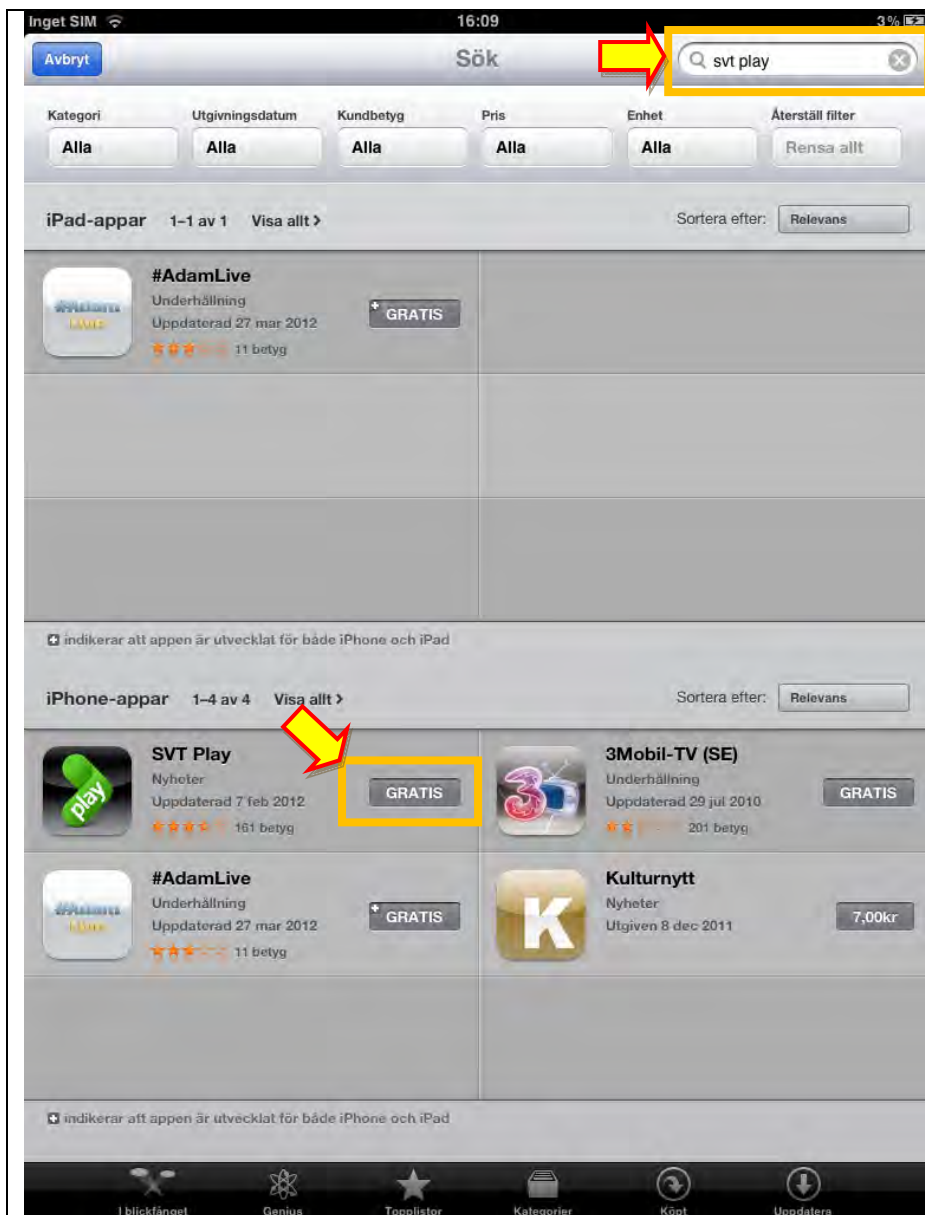 Inget SIM 16:09 3%
Avbryt Sök svt play
Kategori Utgivningsdatum Kundbetyg Pris Enhet Återställ filter
Alla Alla Alla Alla Alla Rensa allt
iPad-appar 1–1 av 1 Visa allt > Sortera efter: Relevans
#AdamLive
Underhållning
Uppdaterad 27 mar 2012
11 betyg
GRATIS
#Adam
LIVE
indikerar att appen är utvecklat för både iPhone och iPad
iPhone-appar 1–4 av 4 Visa allt > Sortera efter: Relevans
play
SVT Play
Nyheter
Uppdaterad 7 feb 2012
161 betyg
GRATIS
3
3Mobil-TV (SE)
Underhållning
Uppdaterad 29 jul 2010
201 betyg
GRATIS
#Adam
LIVE
#AdamLive
Underhållning
Uppdaterad 27 mar 2012
11 betyg
GRATIS
K
Kulturnytt
Nyheter
Utgiven 8 dec 2011
7,00kr
indikerar att appen är utvecklat för både iPhone och iPad
I blickfånget Genius Topplistor Kategorier Köpt Uppdatera